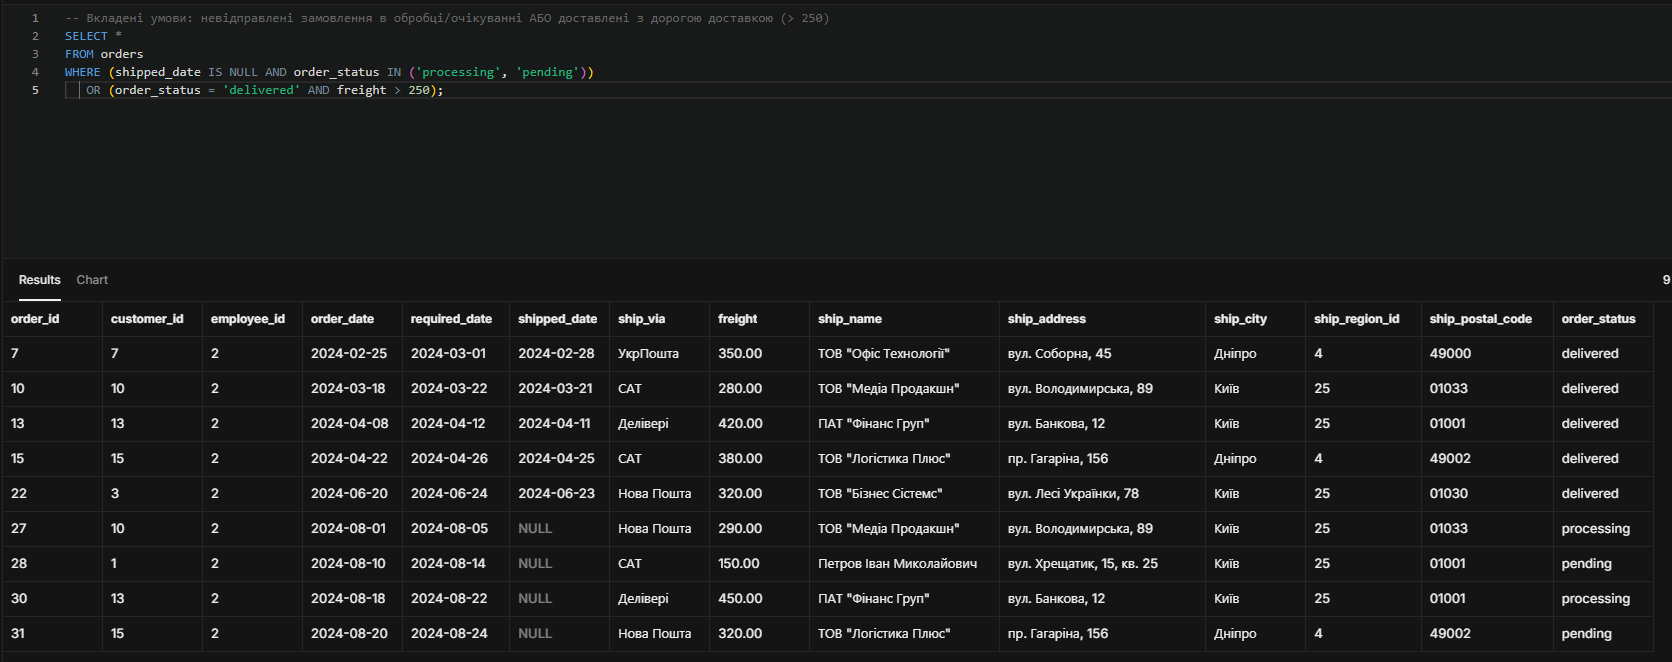 1 -- Вкладені умови: невідправлені замовлення в обробці/очікуванні АБО доставлені з дорогою доставкою (> 250)
2 SELECT *
3 FROM orders
4 WHERE (shipped_date IS NULL AND order_status IN ('processing', 'pending'))
5 OR (order_status = 'delivered' AND freight > 250);
Results Chart 9
order_id customer_id employee_id order_date required_date shipped_date ship_via freight ship_name ship_address ship_city ship_region_id ship_postal_code order_status
7 7 2 2024-02-25 2024-03-01 2024-02-28 УкрПошта 350.00 ТОВ "Офіс Технології" вул. Соборна, 45 Дніпро 4 49000 delivered
10 10 2 2024-03-18 2024-03-22 2024-03-21 САТ 280.00 ТОВ "Медіа Продакшн" вул. Володимирська, 89 Київ 25 01033 delivered
13 13 2 2024-04-08 2024-04-12 2024-04-11 Делівері 420.00 ПАТ "Фінанс Груп" вул. Банкова, 12 Київ 25 01001 delivered
15 15 2 2024-04-22 2024-04-26 2024-04-25 САТ 380.00 ТОВ "Логістика Плюс" пр. Гагаріна, 156 Дніпро 4 49002 delivered
22 3 2 2024-06-20 2024-06-24 2024-06-23 Нова Пошта 320.00 ТОВ "Бізнес Сістемс" вул. Лесі Українки, 78 Київ 25 01030 delivered
27 10 2 2024-08-01 2024-08-05 NULL Нова Пошта 290.00 ТОВ "Медіа Продакшн" вул. Володимирська, 89 Київ 25 01033 processing
28 1 2 2024-08-10 2024-08-14 NULL САТ 150.00 Петров Іван Миколайович вул. Хрещатик, 15, кв. 25 Київ 25 01001 pending
30 13 2 2024-08-18 2024-08-22 NULL Делівері 450.00 ПАТ "Фінанс Груп" вул. Банкова, 12 Київ 25 01001 processing
31 15 2 2024-08-20 2024-08-24 NULL Нова Пошта 320.00 ТОВ "Логістика Плюс" пр. Гагаріна, 156 Дніпро 4 49002 pending